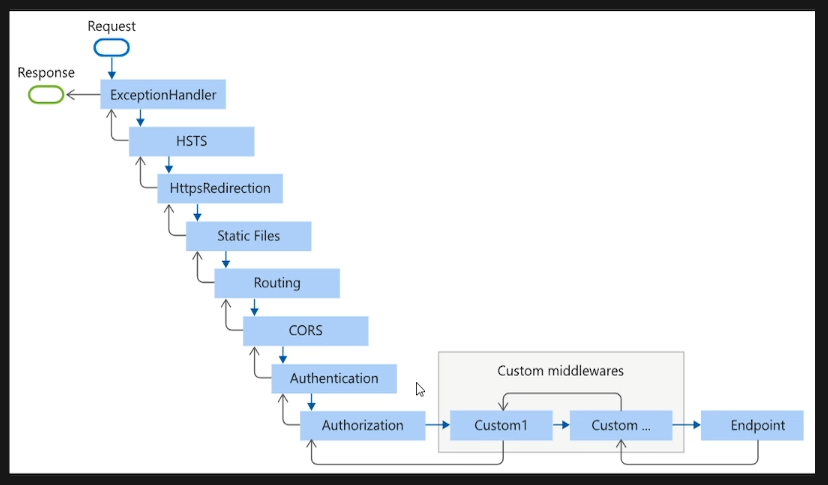 Request
Response
ExceptionHandler
HSTS
HttpsRedirection
Static Files
Routing
CORS
Authentication
Custom middlewares
Authorization
Custom1
Custom ...
Endpoint